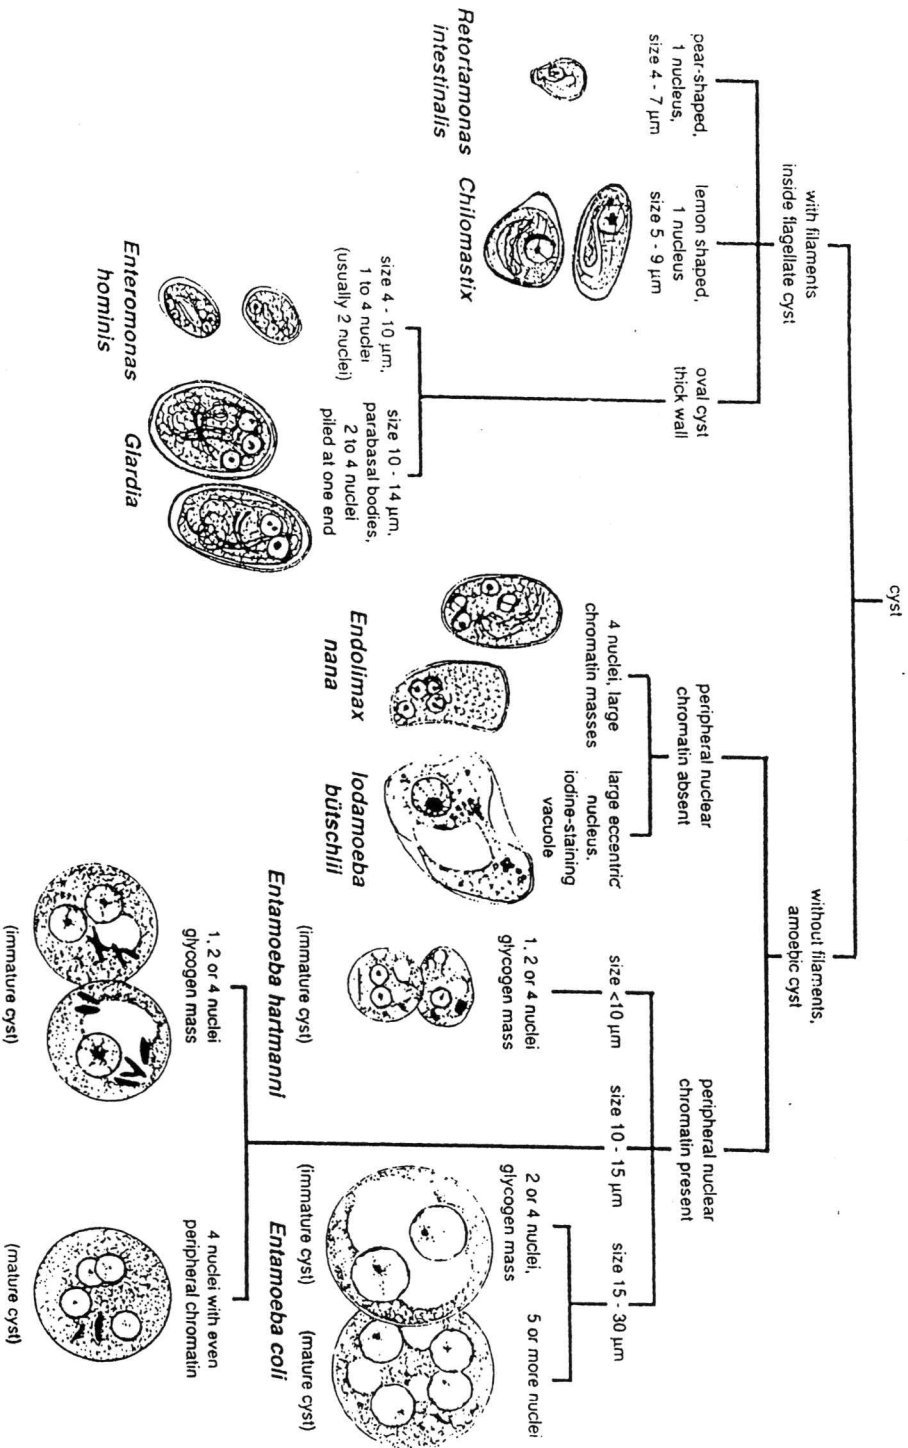 cyst
with filaments
inside flagellate cyst
without filaments,
amoebic cyst
pear-shaped,
1 nucleus,
size 4 - 7 µm
lemon shaped,
1 nucleus
size 5 - 9 µm
oval cyst
thick wall
peripheral nuclear
chromatin absent
peripheral nuclear
chromatin present
Retortamonas
intestinalis
Chilomastix
size 4 - 10 µm,
1 to 4 nuclei
(usually 2 nuclei)
size 10 - 14 µm,
parabasal bodies,
2 to 4 nuclei
piled at one end
Enteromonas
hominis
Giardia
4 nuclei, large
chromatin masses
large eccentric
nucleus,
iodine-staining
vacuole
Endolimax
nana
Iodamoeba
bütschlii
size <10 µm
size 10 - 15 µm
size 15 - 30 µm
1, 2 or 4 nuclei
glycogen mass
2 or 4 nuclei,
glycogen mass
5 or more nuclei
(immature cyst)
(immature cyst)
(mature cyst)
Entamoeba hartmanni
Entamoeba coli
1, 2 or 4 nuclei
glycogen mass
4 nuclei with even
peripheral chromatin
(immature cyst)
(mature cyst)